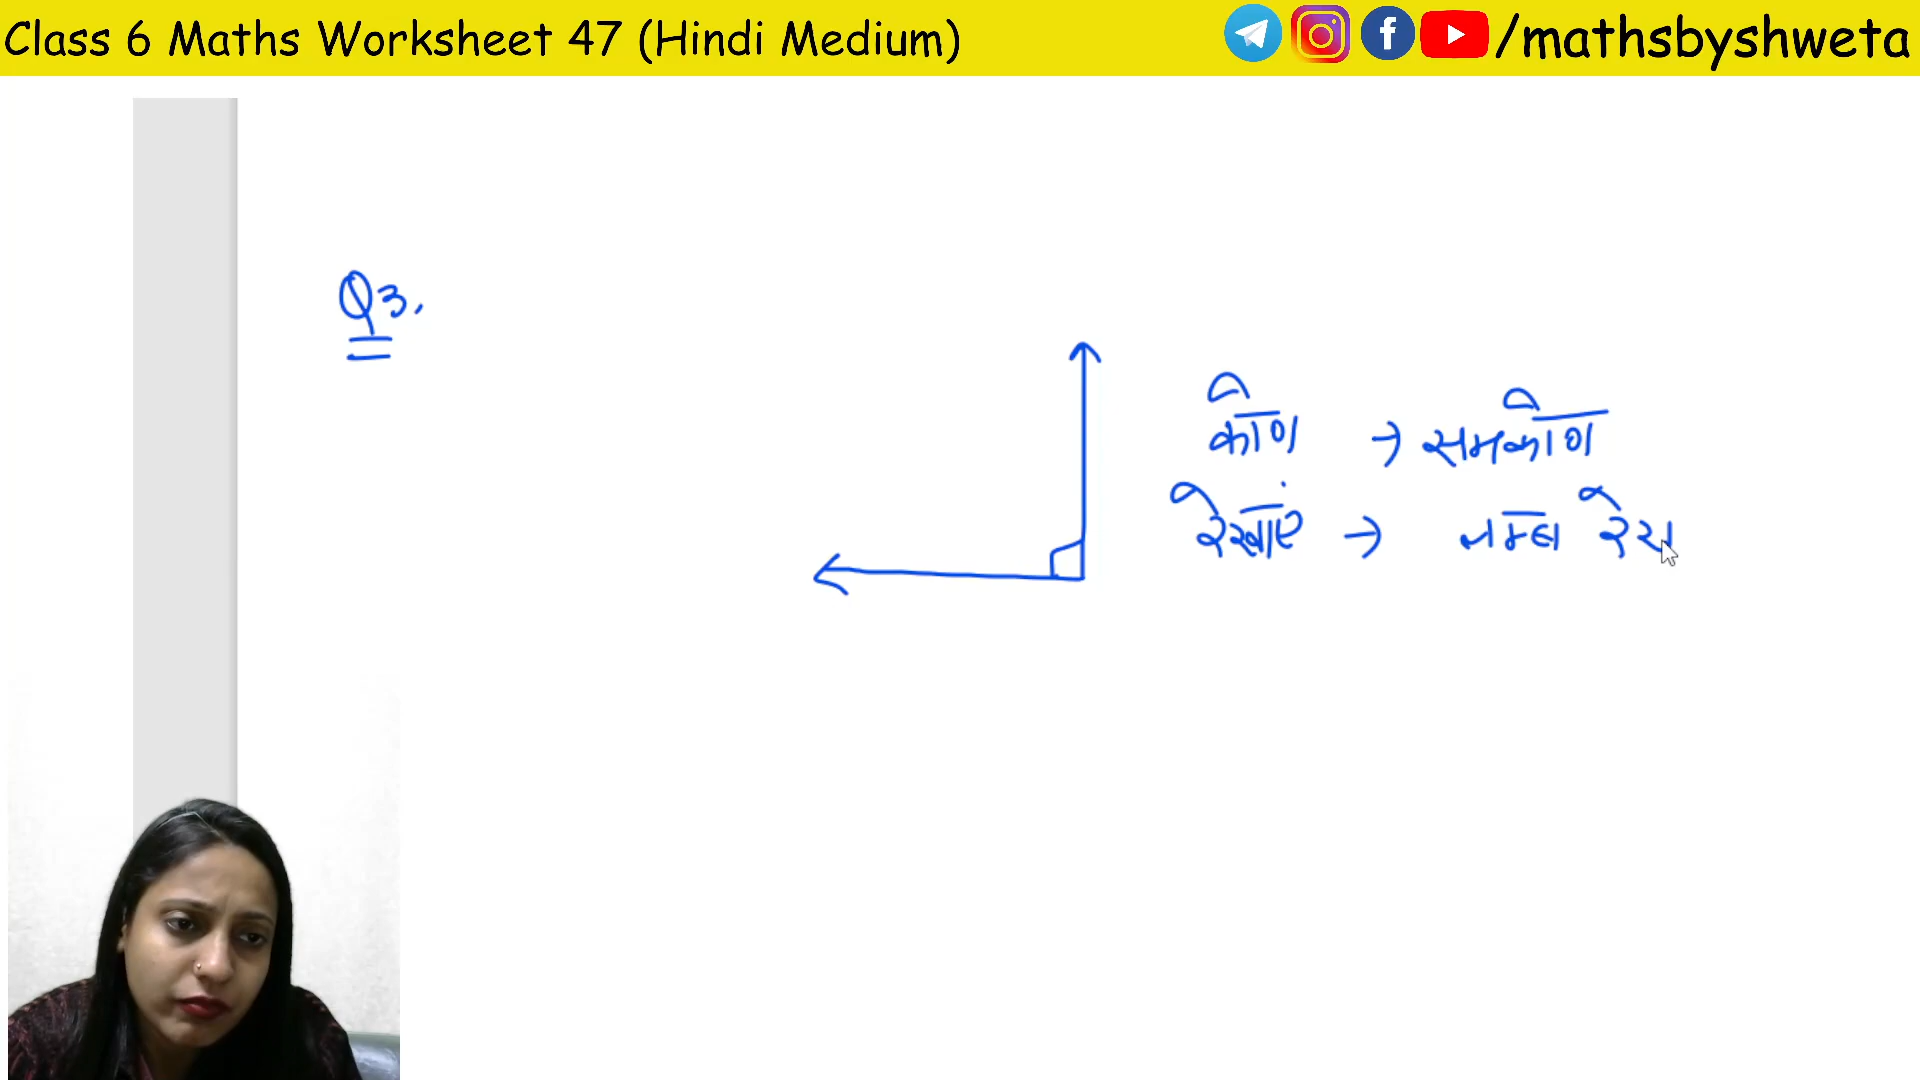 Class 6 Maths Worksheet 47 (Hindi Medium)
/mathsbyshweta
Q3.
कोण → समकोण
रेखाएं → लम्ब रेख